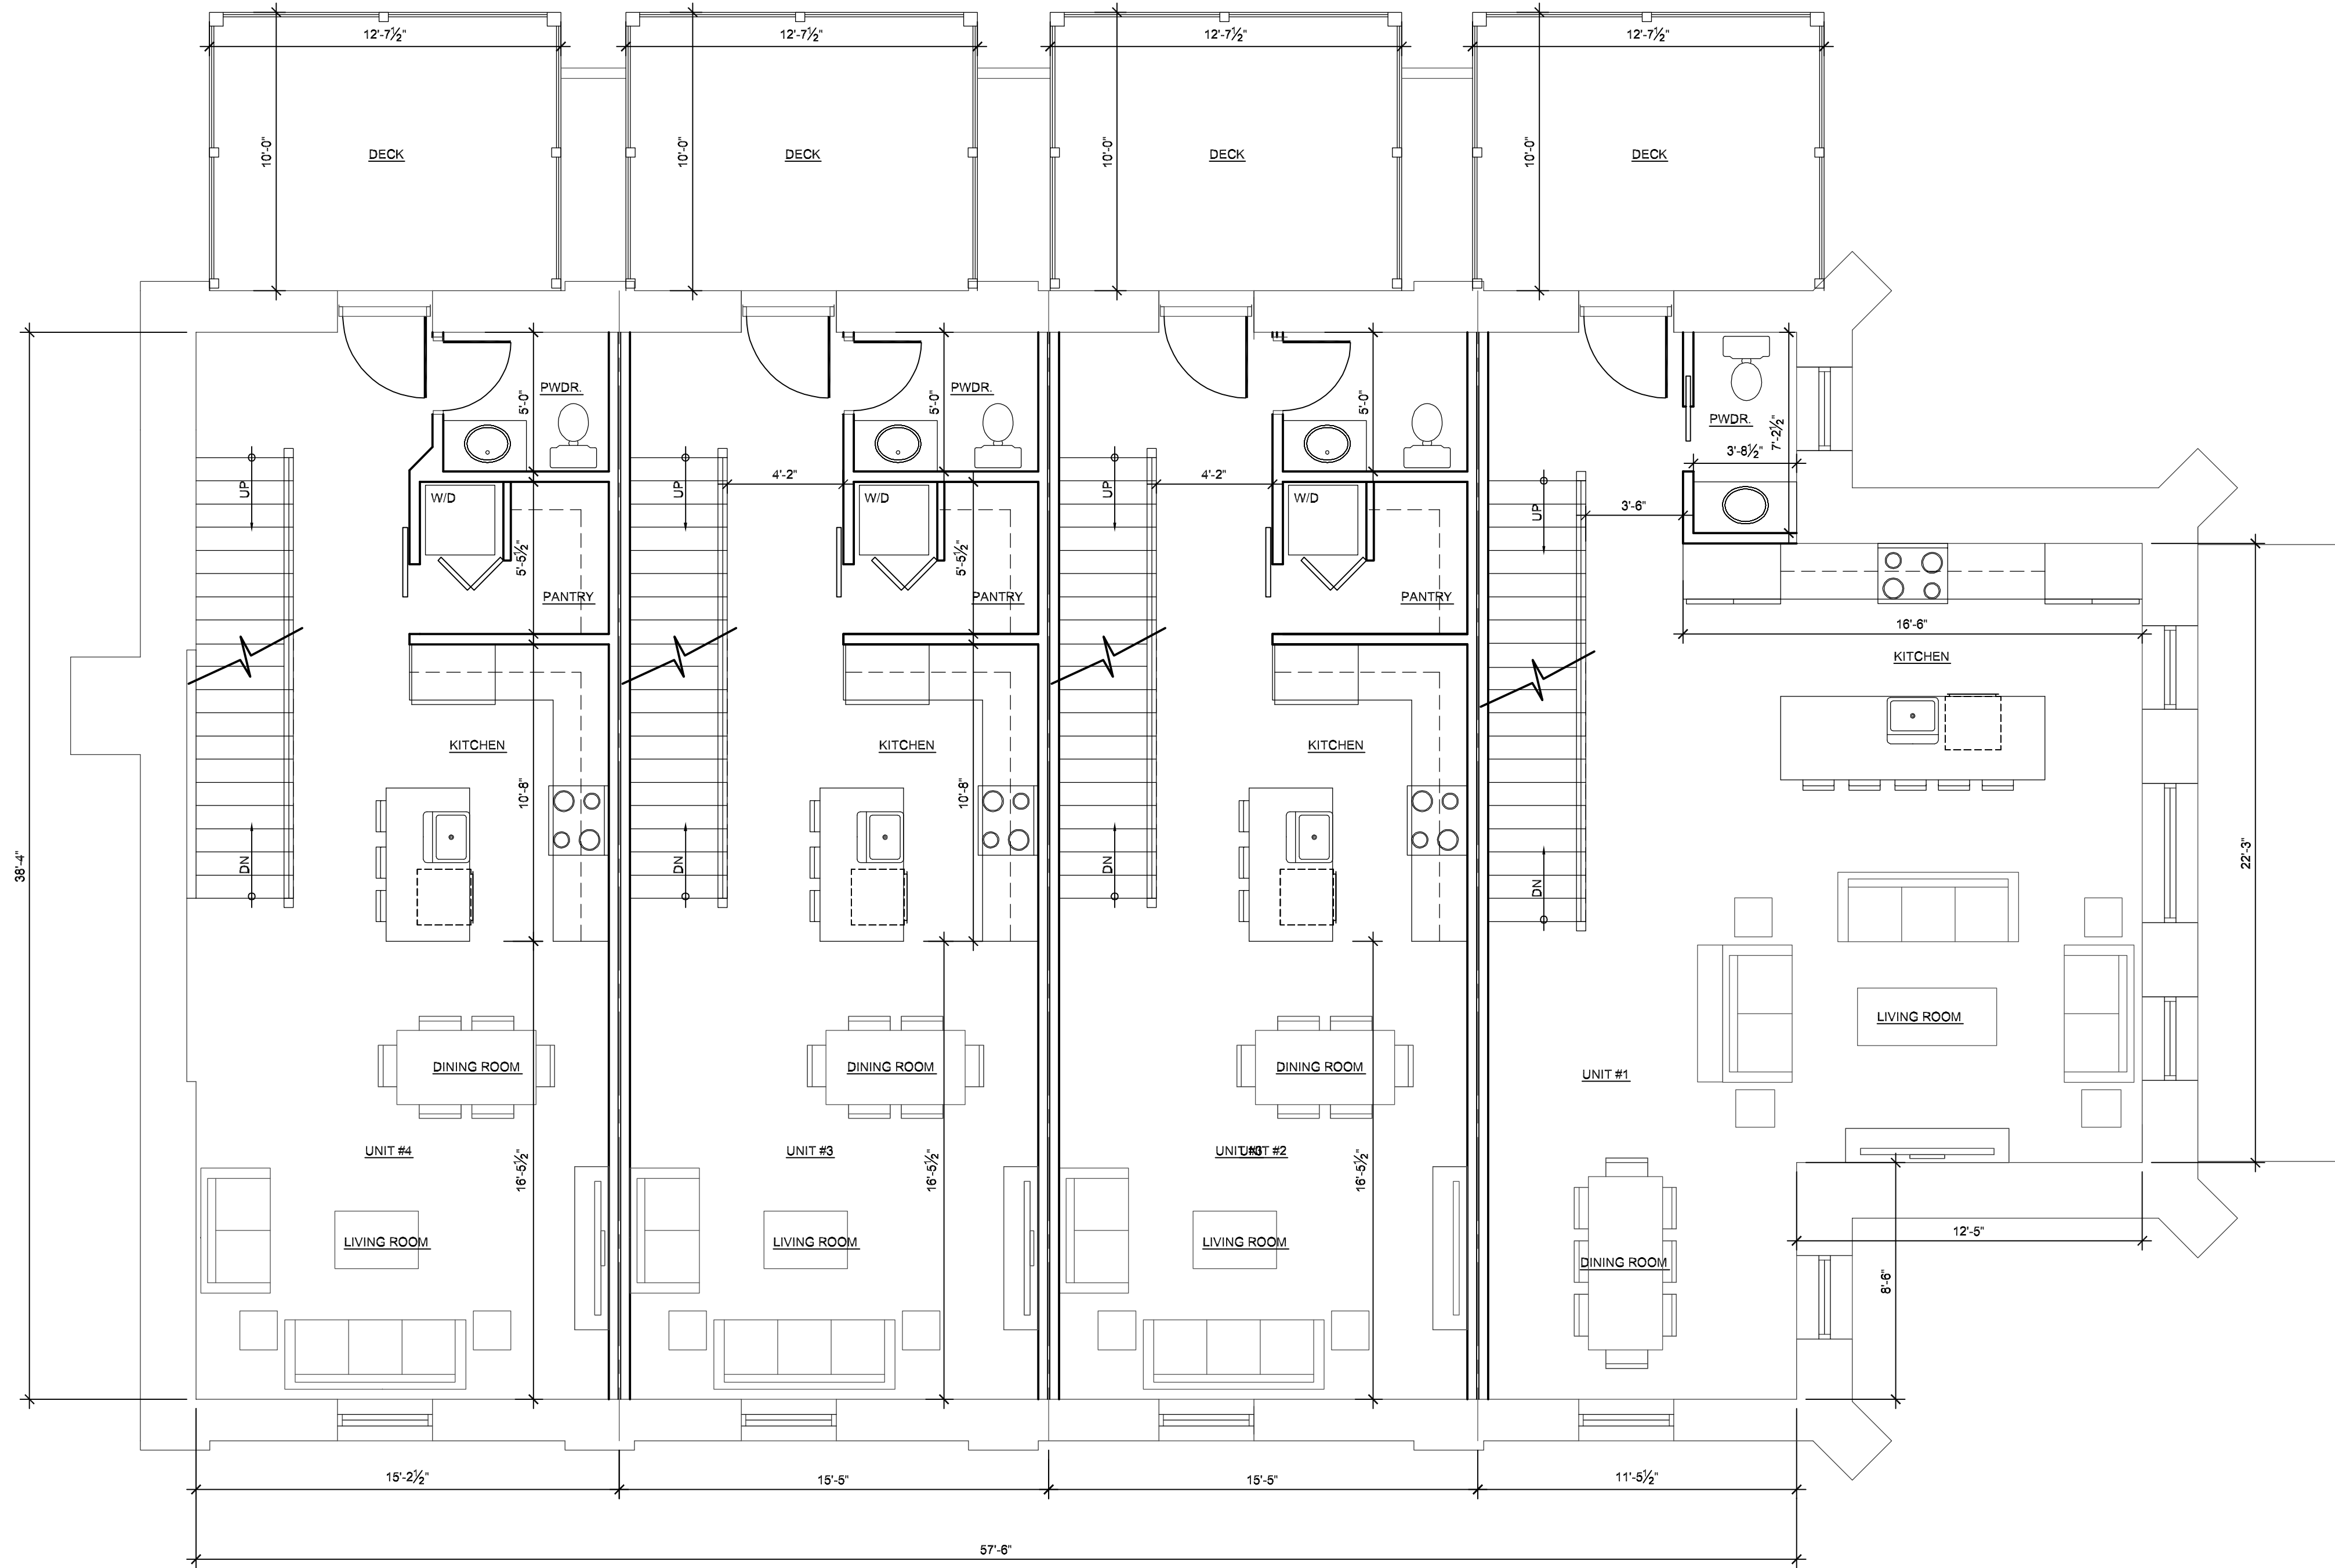 12'-7½" 12'-7½" 12'-7½" 12'-7½"
10'-0" 10'-0" 10'-0" 10'-0"
DECK DECK DECK DECK
PWDR. PWDR.
5'-0" 5'-0" 5'-0"
PWDR.
7'-2½"
3'-8½"
UP UP UP UP
4'-2" 4'-2"
W/D W/D W/D
3'-6"
5'-5½" 5'-5½"
PANTRY PANTRY PANTRY
16'-6"
KITCHEN
KITCHEN KITCHEN KITCHEN
10'-8" 10'-8"
DN DN DN DN
38'-4"
22'-3"
LIVING ROOM
DINING ROOM DINING ROOM DINING ROOM
UNIT #1
UNIT #4 UNIT #3 UNIT #2
16'-5½" 16'-5½" 16'-5½"
LIVING ROOM LIVING ROOM LIVING ROOM
12'-5"
DINING ROOM
8'-6"
15'-2½" 15'-5" 15'-5" 11'-5½"
57'-6"